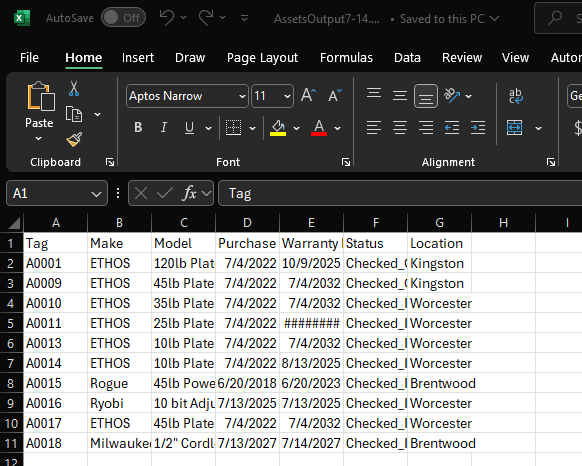 AutoSave Off AssetsOutput7-14.... • Saved to this PC
File Home Insert Draw Page Layout Formulas Data Review View Autom
Paste Aptos Narrow 11 A A ab Ge
B I U A $
Clipboard Font Alignment
A1 fx Tag
A B C D E F G H I
1 Tag Make Model Purchase Warranty Status Location
2 A0001 ETHOS 120lb Plat 7/4/2022 10/9/2025 Checked_ Kingston
3 A0009 ETHOS 45lb Plate 7/4/2022 7/4/2032 Checked_ Kingston
4 A0010 ETHOS 35lb Plate 7/4/2022 7/4/2032 Checked_I Worcester
5 A0011 ETHOS 25lb Plate 7/4/2022 ######## Checked_I Worcester
6 A0013 ETHOS 10lb Plate 7/4/2022 7/4/2032 Checked_I Worcester
7 A0014 ETHOS 10lb Plate 7/4/2022 8/13/2025 Checked_I Worcester
8 A0015 Rogue 45lb Powe 6/20/2018 6/20/2023 Checked_I Brentwood
9 A0016 Ryobi 10 bit Adju 7/13/2025 7/13/2025 Checked_I Worcester
10 A0017 ETHOS 45lb Plate 7/4/2022 7/4/2032 Checked_I Worcester
11 A0018 Milwaukee 1/2" Cordl 7/13/2027 7/14/2027 Checked_I Brentwood
12